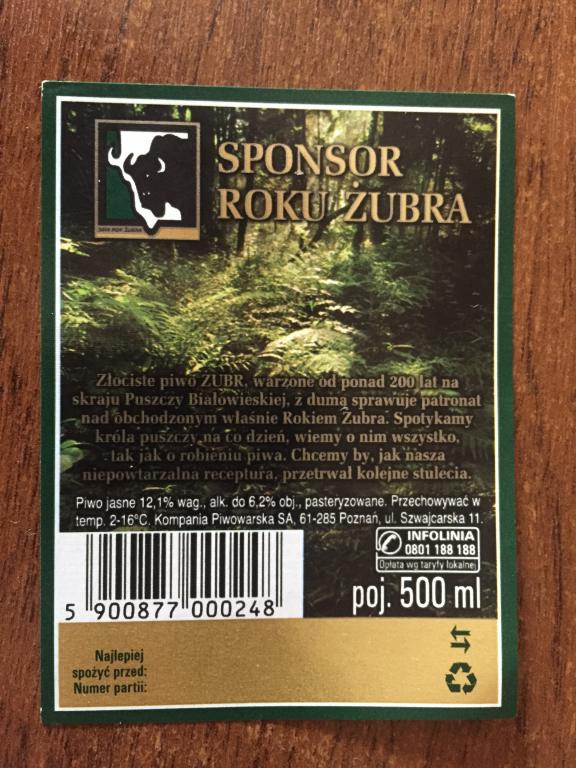 2004 ROK ŻUBRA
SPONSOR
ROKU ŻUBRA
Złociste piwo ŻUBR, warzone od ponad 200 lat na
skraju Puszczy Białowieskiej, z dumą sprawuje patronat
nad obchodzonym właśnie Rokiem Żubra. Spotykamy
króla puszczy na co dzień, wiemy o nim wszystko,
tak jak o robieniu piwa. Chcemy by, jak nasza
niepowtarzalna receptura, przetrwał kolejne stulecia.
Piwo jasne 12,1% wag., alk. do 6,2% obj., pasteryzowane. Przechowywać w
temp. 2-16°C, Kompania Piwowarska SA, 61-285 Poznań, ul. Szwajcarska 11.
INFOLINIA
0801 188 188
Opłata wg taryfy lokalnej
poj. 500 ml
5 900877 000248
Najlepiej
spożyć przed:
Numer partii: